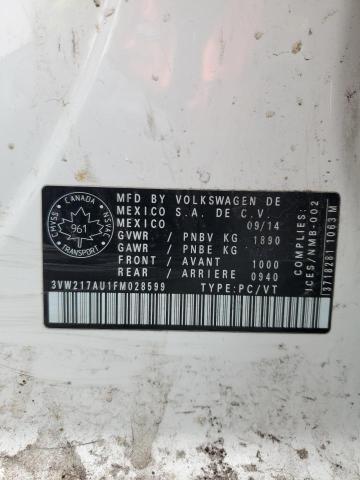 CANADA
961
TRANSPORT
MFD BY VOLKSWAGEN DE
MEXICO S.A. DE C.V.
MEXICO 09/14
GVWR / PNBV KG 1890
GAWR / PNBE KG
FRONT / AVANT 1000
REAR / ARRIERE 0940
3VW217AU1FM028599 TYPE:PC/VT
COMPLIES:
ICES/NMB-002
1063 M